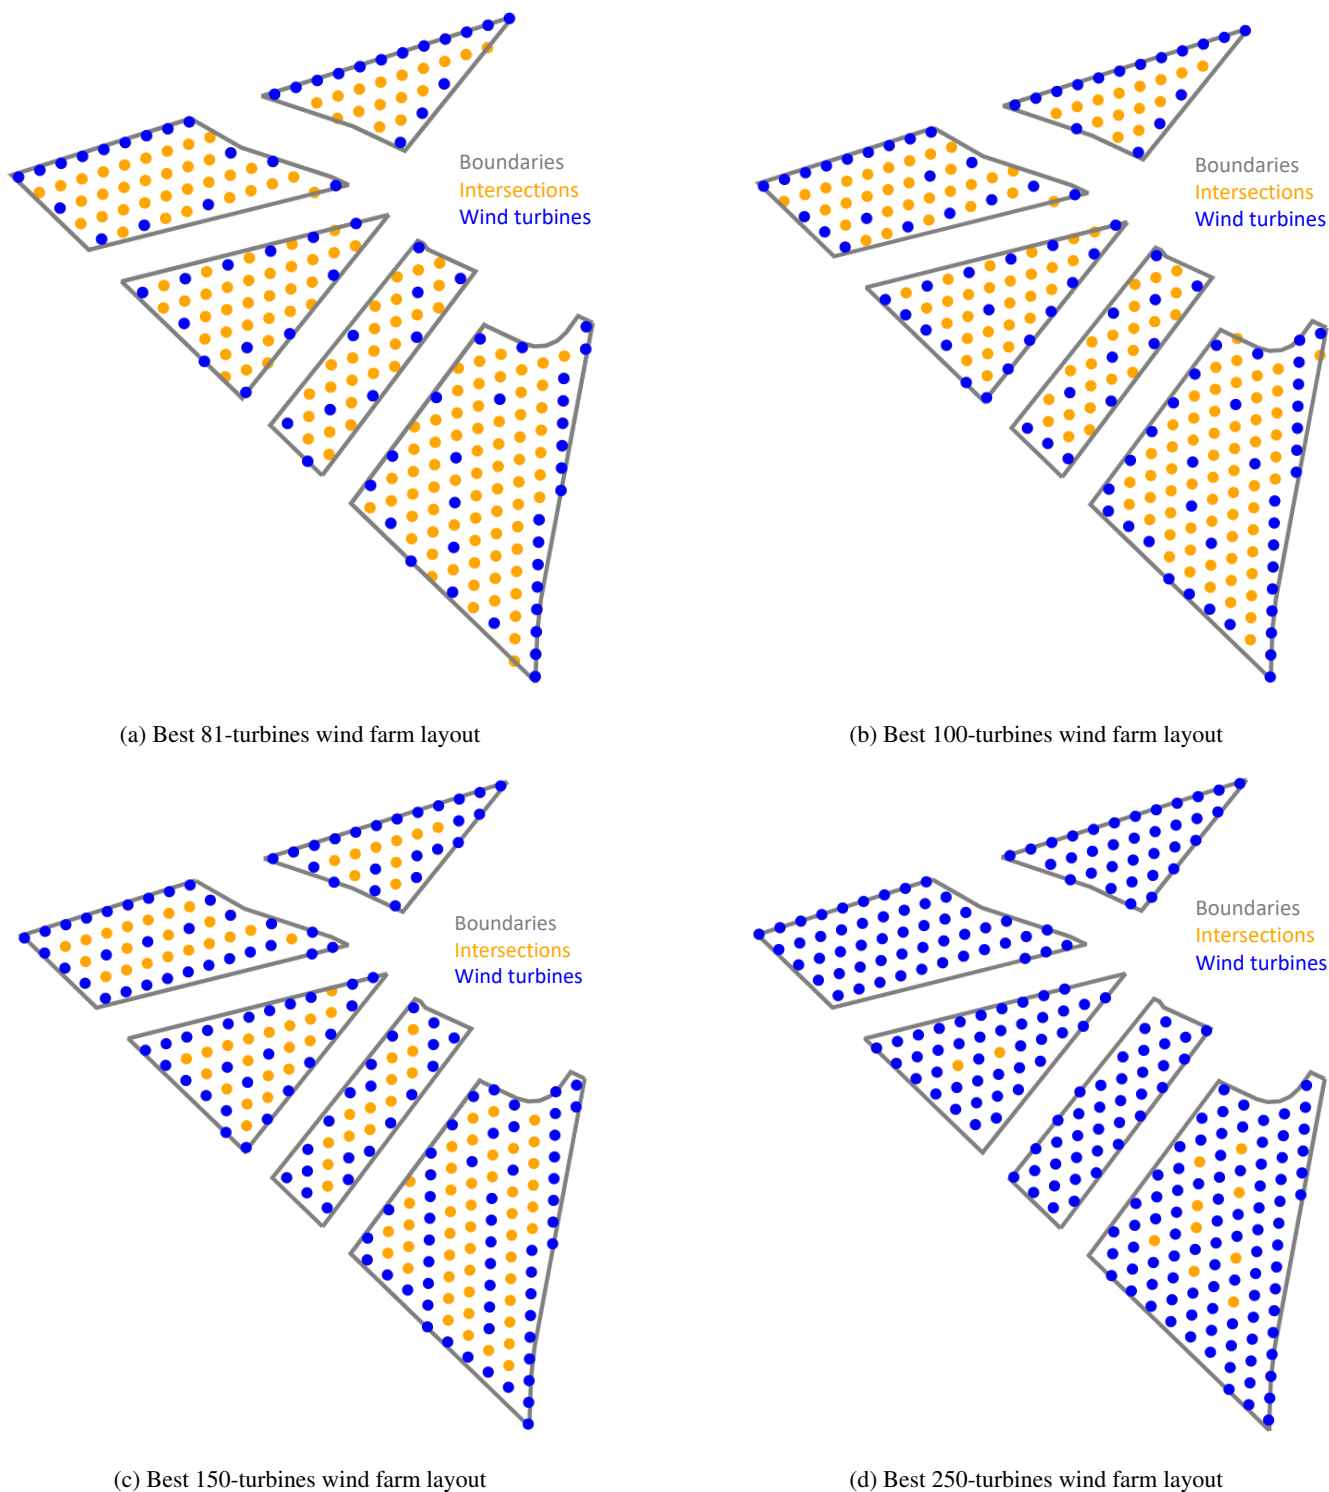 Boundaries
Intersections
Wind turbines
Boundaries
Intersections
Wind turbines
(a) Best 81-turbines wind farm layout
(b) Best 100-turbines wind farm layout
Boundaries
Intersections
Wind turbines
Boundaries
Intersections
Wind turbines
(c) Best 150-turbines wind farm layout
(d) Best 250-turbines wind farm layout